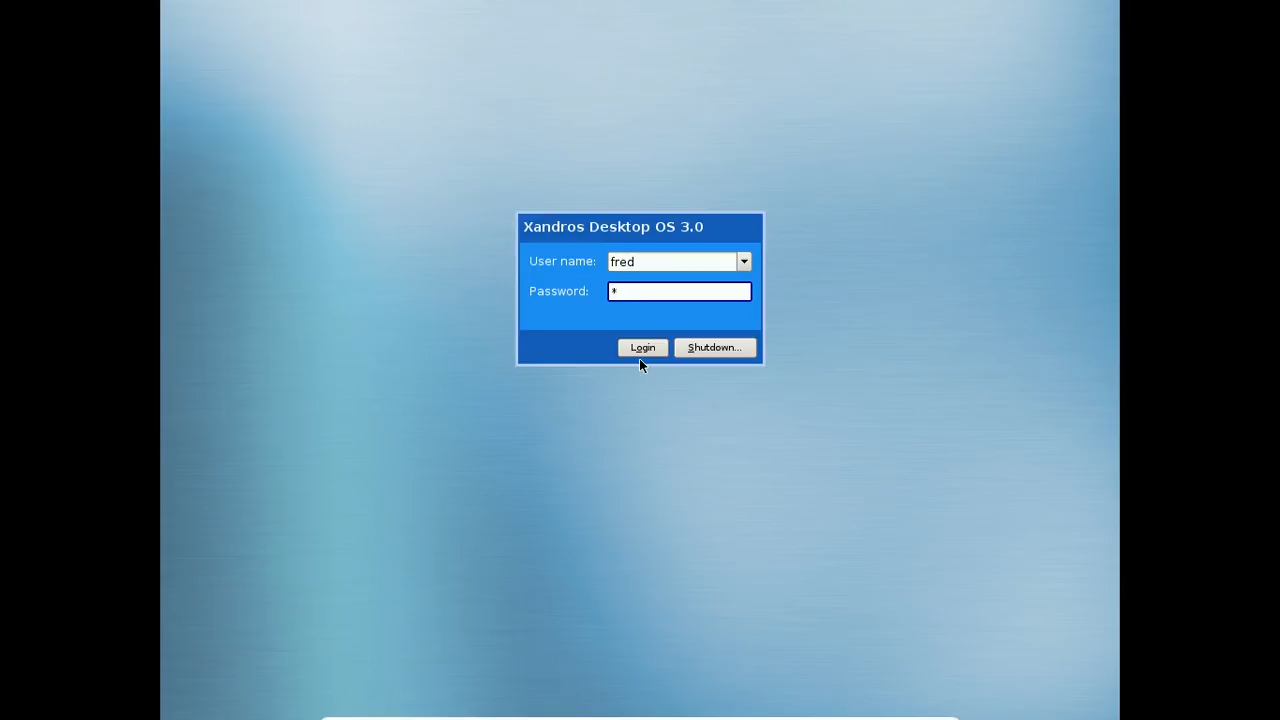 Xandros Desktop OS 3.0
User name: fred
Password: *
Login Shutdown...